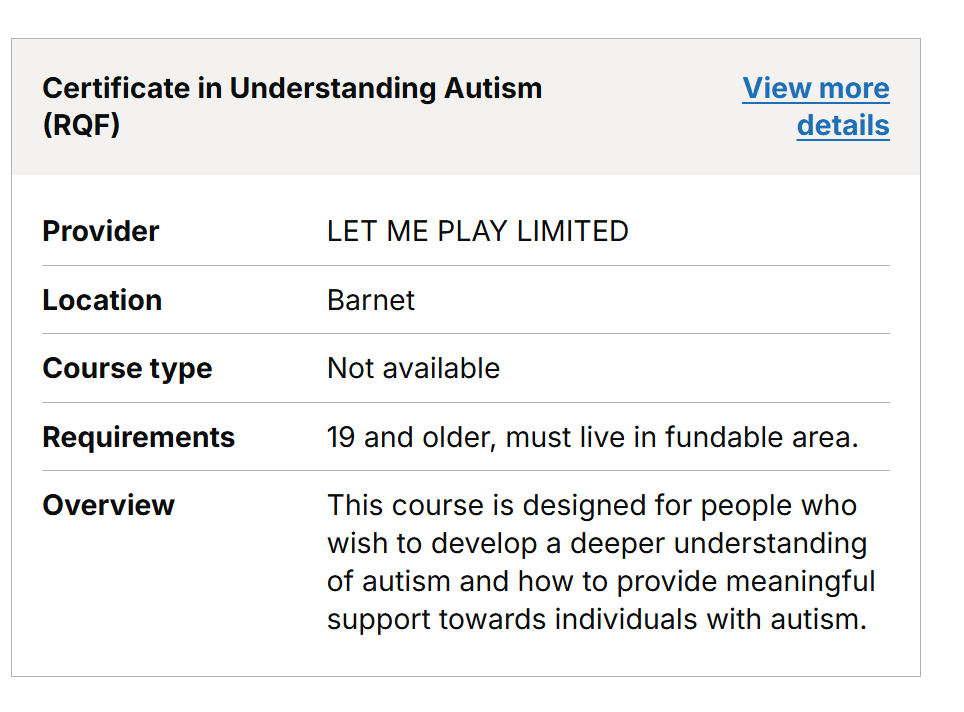 Certificate in Understanding Autism
(RQF)
View more
details
Provider
LET ME PLAY LIMITED
Location
Barnet
Course type
Not available
Requirements
19 and older, must live in fundable area.
Overview
This course is designed for people who
wish to develop a deeper understanding
of autism and how to provide meaningful
support towards individuals with autism.